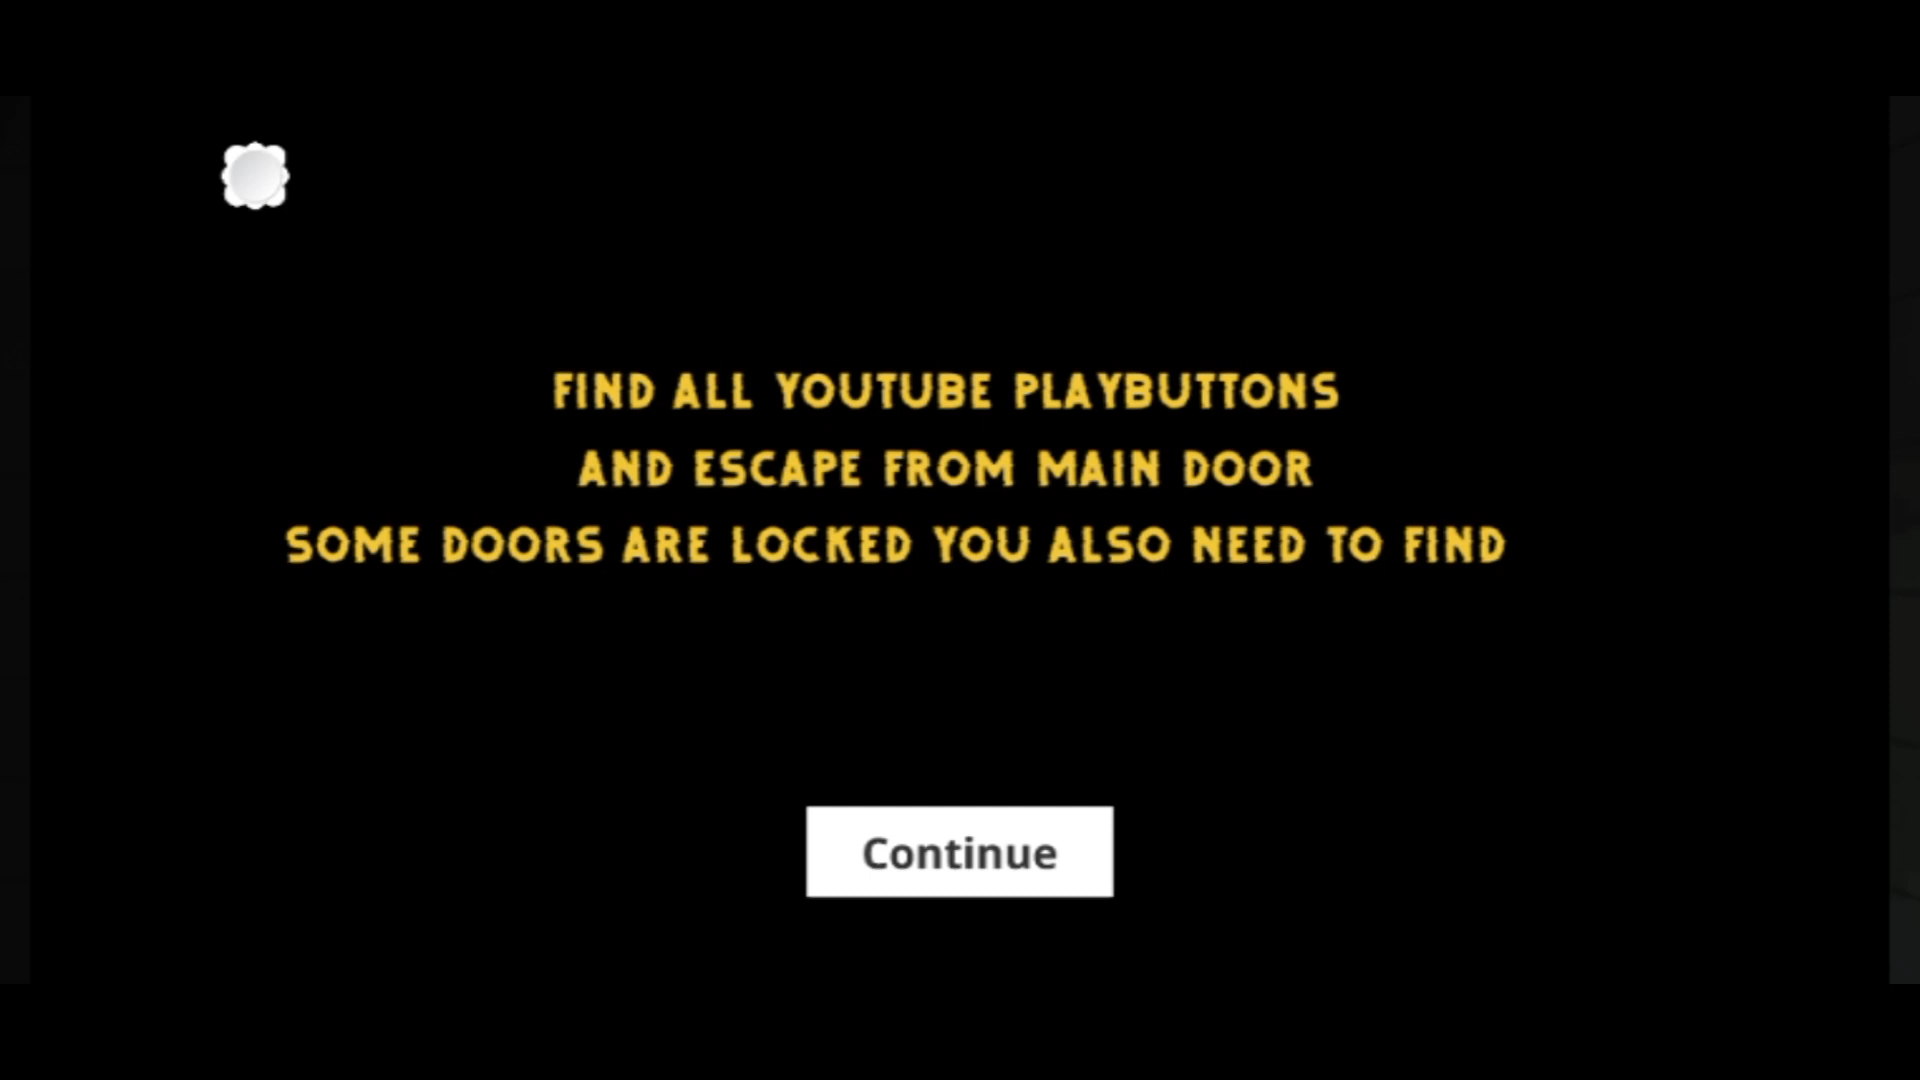 FIND ALL YOUTUBE PLAYBUTTONS
AND ESCAPE FROM MAIN DOOR
SOME DOORS ARE LOCKED YOU ALSO NEED TO FIND
Continue